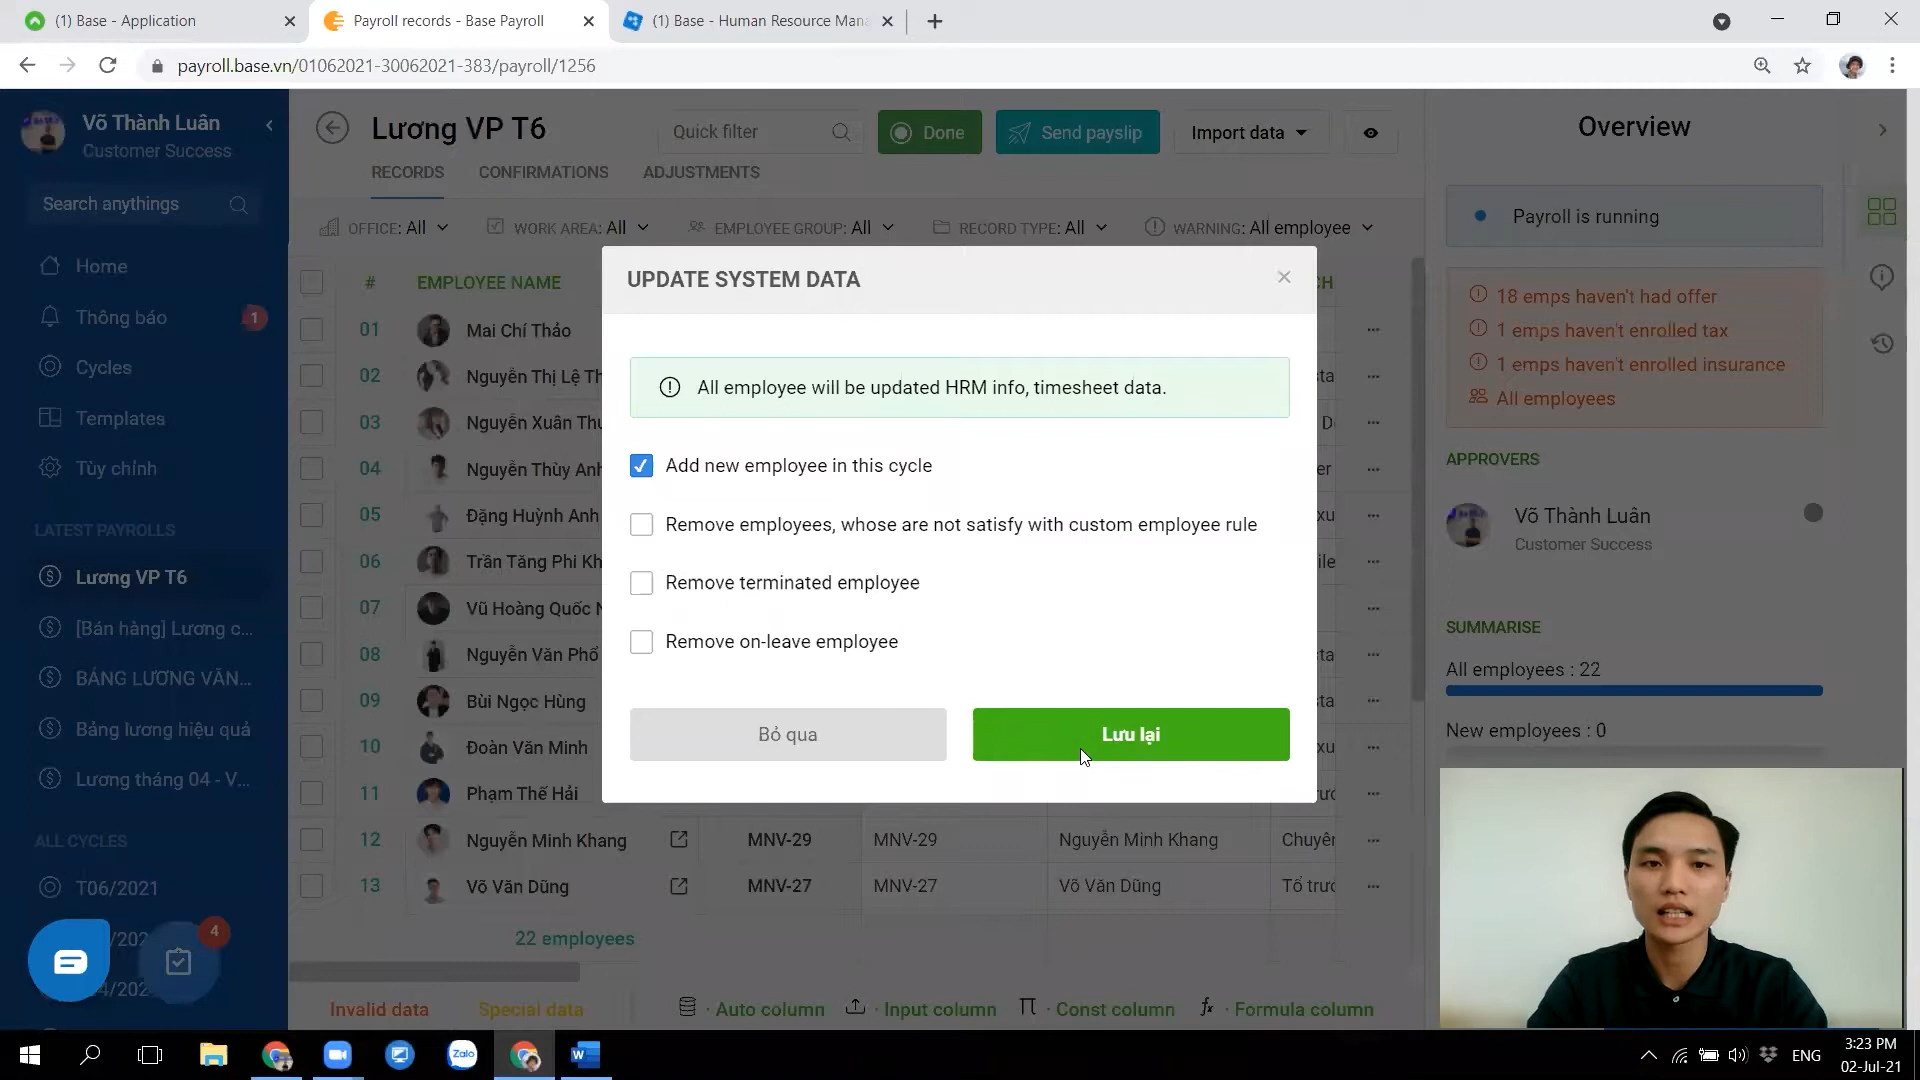 (1) Base - Application
Payroll records - Base Payroll
(1) Base - Human Resource Mana
payroll.base.vn/01062021-30062021-383/payroll/1256
Võ Thành Luân
Customer Success
Search anythings
Home
Thông báo 1
Cycles
Templates
Tùy chỉnh
LATEST PAYROLLS
Lương VP T6
[Bán hàng] Lương c...
BẢNG LƯƠNG VĂN...
Bảng lương hiệu quả
Lương tháng 04 - V...
ALL CYCLES
T06/2021
4
Lương VP T6
Quick filter
Done
Send payslip
Import data
RECORDS CONFIRMATIONS ADJUSTMENTS
OFFICE: All WORK AREA: All EMPLOYEE GROUP: All RECORD TYPE: All WARNING: All employee
# EMPLOYEE NAME
01 Mai Chí Thảo
02 Nguyễn Thị Lệ Th
03 Nguyễn Xuân Thu
04 Nguyễn Thùy Anh
05 Đặng Huỳnh Anh
06 Trần Tăng Phi Kh
07 Vũ Hoàng Quốc
08 Nguyễn Văn Phổ
09 Bùi Ngọc Hùng
10 Đoàn Văn Minh
11 Phạm Thế Hải
12 Nguyễn Minh Khang MNV-29 MNV-29 Nguyễn Minh Khang Chuyên
13 Võ Văn Dũng MNV-27 MNV-27 Võ Văn Dũng Tổ trưở
22 employees
Invalid data Special data Auto column Input column Const column Formula column
UPDATE SYSTEM DATA
All employee will be updated HRM info, timesheet data.
Add new employee in this cycle
Remove employees, whose are not satisfy with custom employee rule
Remove terminated employee
Remove on-leave employee
Bỏ qua
Lưu lại
Overview
Payroll is running
18 emps haven't had offer
1 emps haven't enrolled tax
1 emps haven't enrolled insurance
All employees
APPROVERS
Võ Thành Luân
Customer Success
SUMMARISE
All employees : 22
New employees : 0
Zalo
ENG
3:23 PM
02-Jul-21